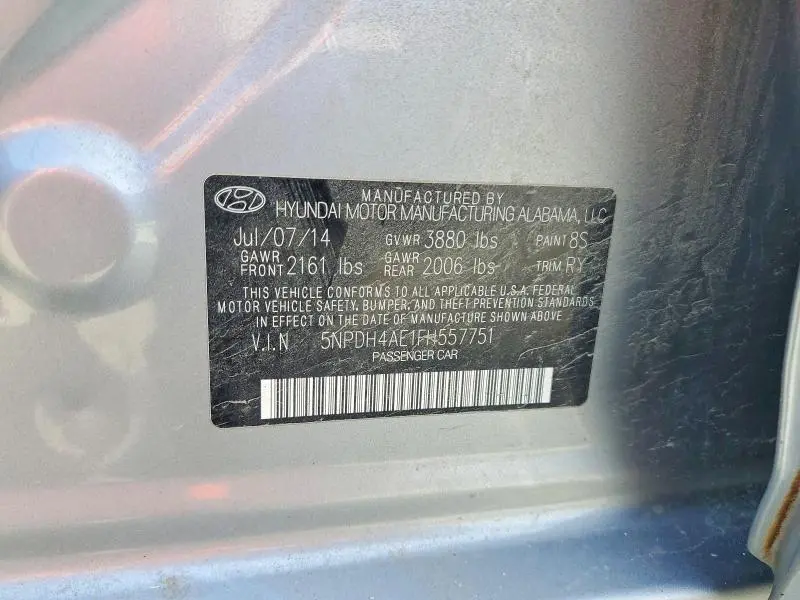 MANUFACTURED BY
HYUNDAI MOTOR MANUFACTURING ALABAMA, LLC
Jul/07/14 GVWR 3880 lbs PAINT 8S
GAWR FRONT 2161 lbs GAWR REAR 2006 lbs TRIM RY
THIS VEHICLE CONFORMS TO ALL APPLICABLE U.S.A. FEDERAL
MOTOR VEHICLE SAFETY, BUMPER, AND THEFT PREVENTION STANDARDS
IN EFFECT ON THE DATE OF MANUFACTURE SHOWN ABOVE
V.I.N 5NPDH4AE1FH557751
PASSENGER CAR